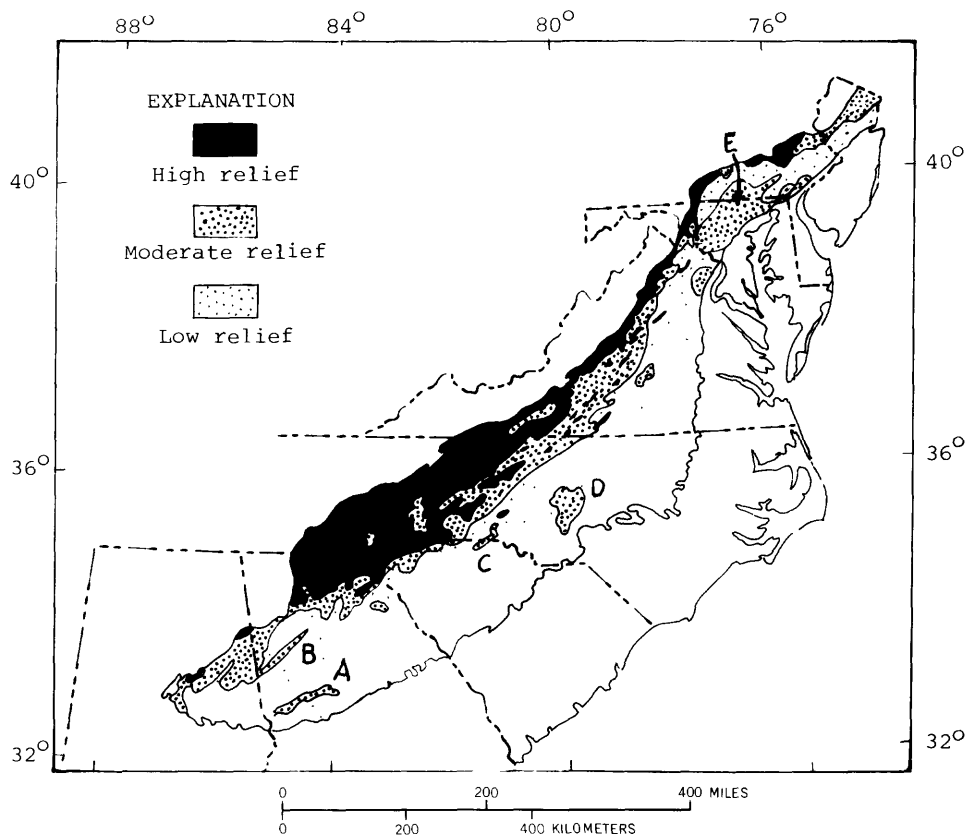 88° 84° 80° 76°
EXPLANATION
High relief
Moderate relief
Low relief
E
40° 40°
36° 36°
D
C
B
A
32° 32°
0 200 400 MILES
0 200 400 KILOMETERS